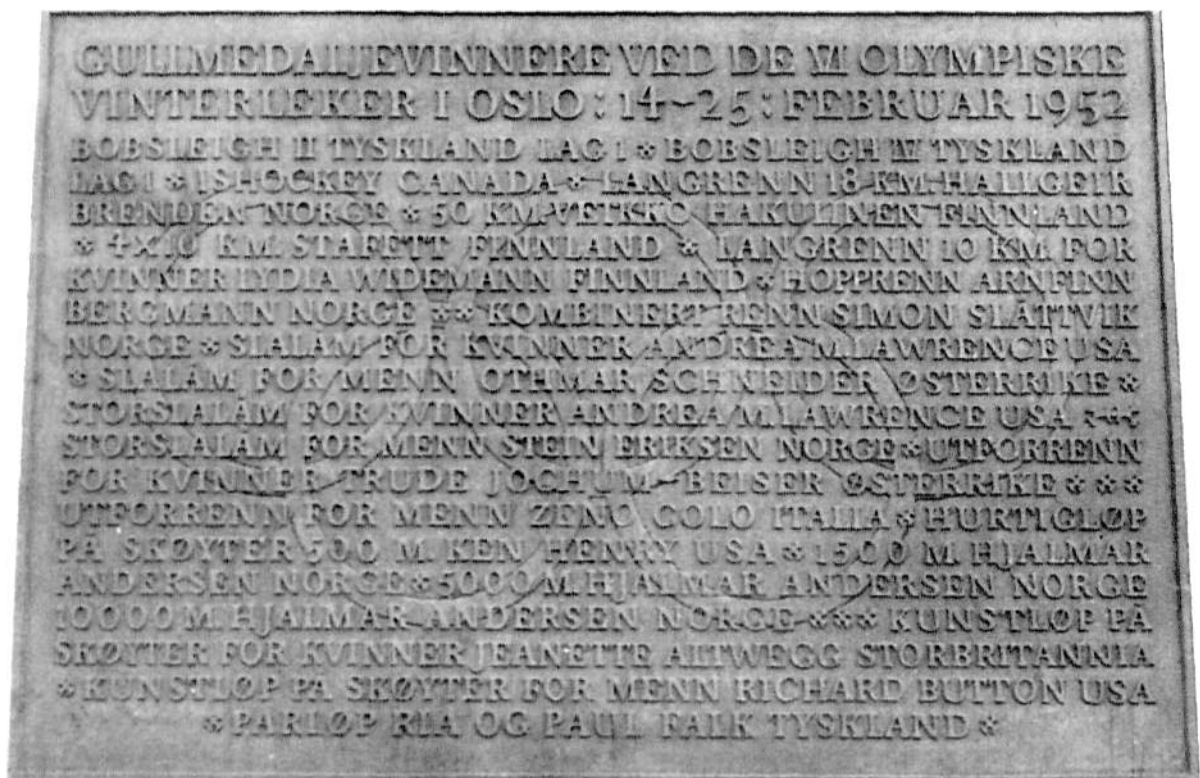 GULLMEDALJEVINNERE VED DE VI OLYMPISKE
VINTERLEKER I OSLO: 14-25: FEBRUAR 1952
BOBSLEIGH II TYSKLAND LAG 1 * BOBSLEIGH IV TYSKLAND
LAG 1 * ISHOCKEY CANADA * LANGRENN 18 KM. HALLGEIR
BRENDEN NORGE * 50 KM. VEIKKO HAKULINEN FINNLAND
* 4X10 KM. STAFETT FINNLAND * LANGRENN 10 KM. FOR
KVINNER LYDIA WIDEMANN FINNLAND * HOPPRENN ARNFINN
BERGMANN NORGE ** KOMBINERT RENN SIMON SLÅTTVIK
NORGE * SLALÅM FOR KVINNER ANDREA M. LAWRENCE USA
* SLALÅM FOR MENN OTHMAR SCHNEIDER ØSTERRIKE *
STORSLALÅM FOR KVINNER ANDREA M. LAWRENCE USA ***
STORSLALÅM FOR MENN STEIN ERIKSEN NORGE * UTFORRENN
FOR KVINNER TRUDE JOCHUM-BEISER ØSTERRIKE ***
UTFORRENN FOR MENN ZENO COLO ITALIA * HURTIGLØP
PÅ SKØYTER 500 M. KEN HENRY USA * 1500 M. HJALMAR
ANDERSEN NORGE * 5000 M. HJALMAR ANDERSEN NORGE
10000 M. HJALMAR ANDERSEN NORGE *** KUNSTLØP PÅ
SKØYTER FOR KVINNER JEANETTE ALTWEGG STORBRITANNIA
* KUNSTLØP PÅ SKØYTER FOR MENN RICHARD BUTTON USA
* PARLØP RIA OG PAUL FALK TYSKLAND *